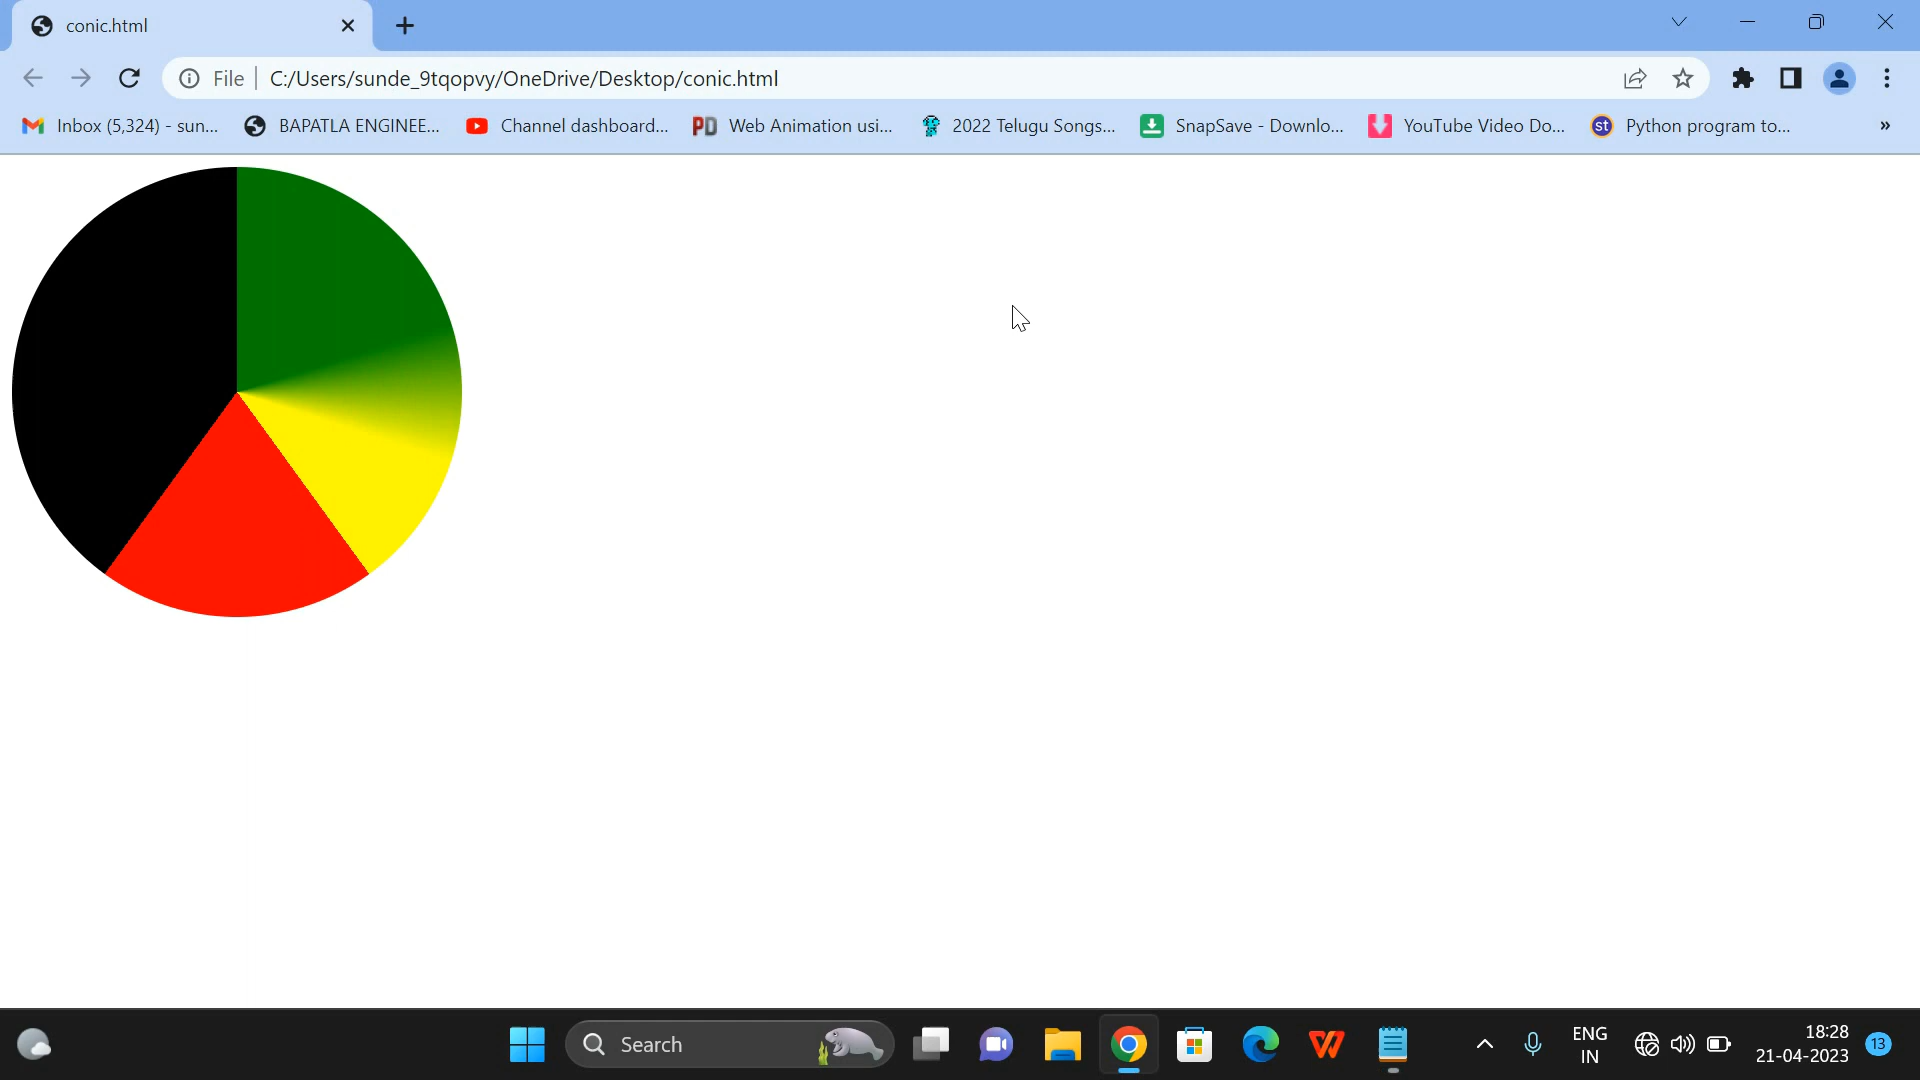 conic.html
File C:/Users/sunde_9tqopvy/OneDrive/Desktop/conic.html
Inbox (5,324) - sun... BAPATLA ENGINEE... Channel dashboard... PD Web Animation usi... 2022 Telugu Songs... SnapSave - Downlo... YouTube Video Do... st Python program to... »
Search ENG 18:28 13
IN 21-04-2023